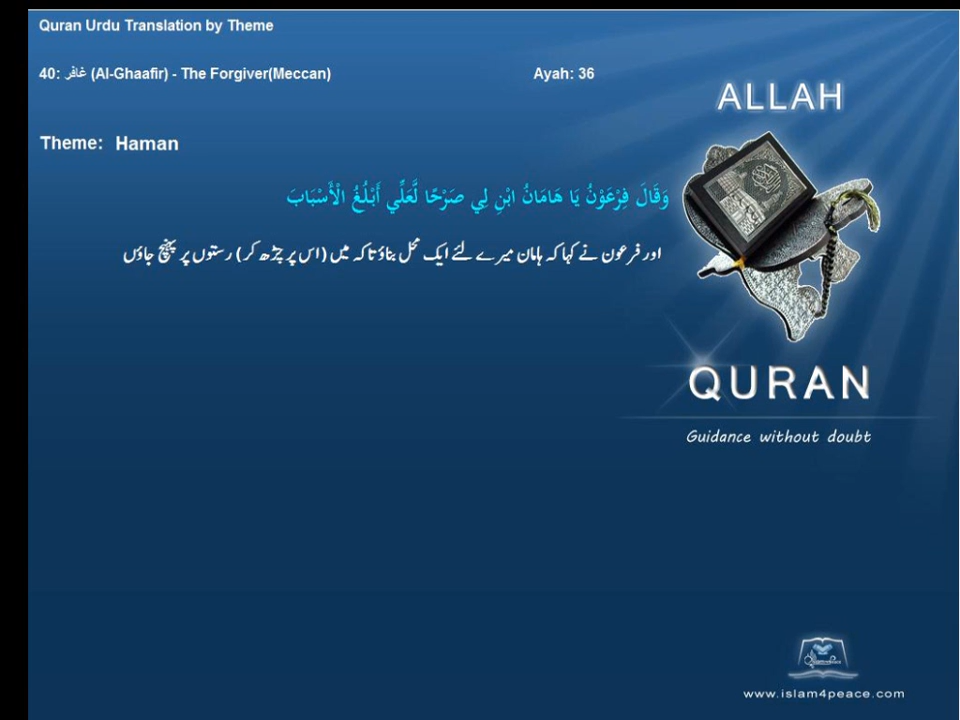 Quran Urdu Translation by Theme
40: غافر (Al-Ghaafir) - The Forgiver(Meccan)
Ayah: 36
Theme: Haman
وَقَالَ فِرْعَوْنُ يَا هَامَانُ ابْنِ لِي صَرْحًا لَّعَلِّي أَبْلُغُ الْأَسْبَابَ
اور فرعون نے کہا کہ ہامان میرے لئے ایک محل بناؤ تاکہ میں (اس پر چڑھ کر) رستوں پر پہنچ جاؤں
ALLAH
QURAN
Guidance without doubt
www.islam4peace.com